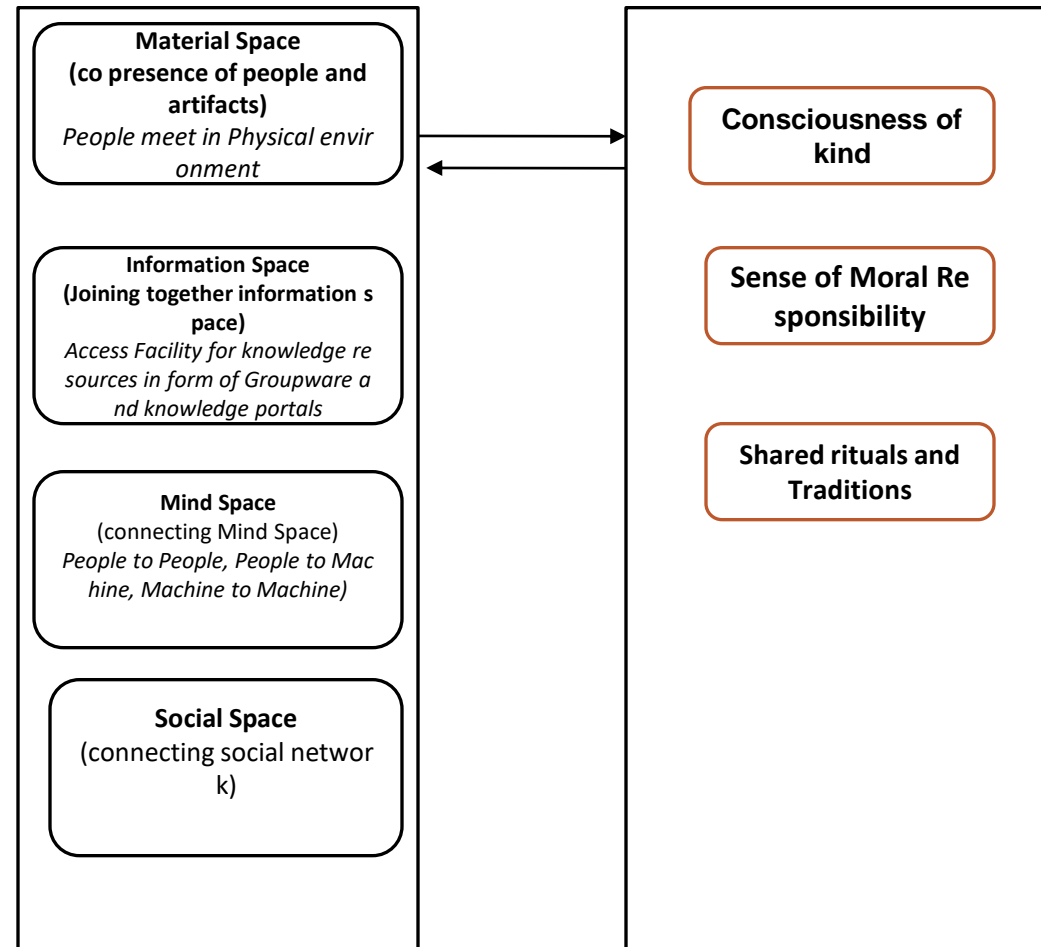 Material Space
(co presence of people and
artifacts)
People meet in Physical envir
onment
Information Space
(Joining together information s
pace)
Access Facility for knowledge re
sources in form of Groupware a
nd knowledge portals
Mind Space
(connecting Mind Space)
People to People, People to Mac
hine, Machine to Machine)
Social Space
(connecting social networ
k)
Consciousness of
kind
Sense of Moral Re
sponsibility
Shared rituals and
Traditions